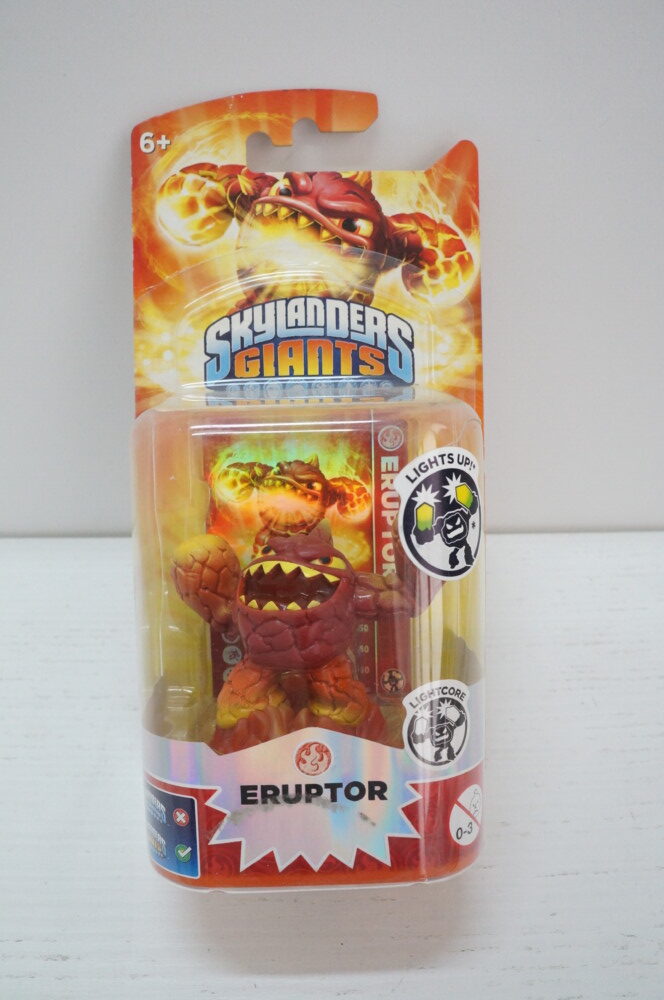 6+
SKYLANDERS
GIANTS
ERUPTOR
LIGHTS UP!*
*
LIGHTCORE
ERUPTOR
0-3